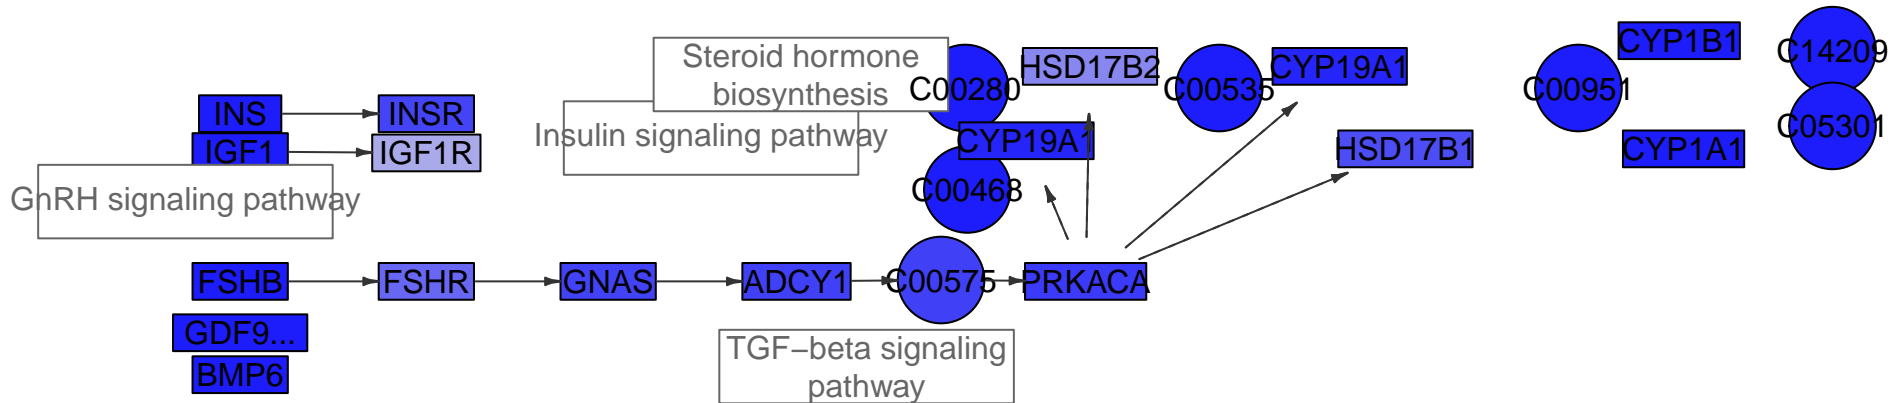 CYP1B1
Steroid hormone
biosynthesis
C00280
HSD17B2
C00535
CYP19A1
C00951
C14209
INS
INSR
Insulin signaling pathway
CYP19A1
C05301
IGF1
IGF1R
HSD17B1
CYP1A1
GnRH signaling pathway
C00468
FSHB
FSHR
GNAS
ADCY1
C00575
PRKACA
GDF9...
TGF−beta signaling
pathway
BMP6